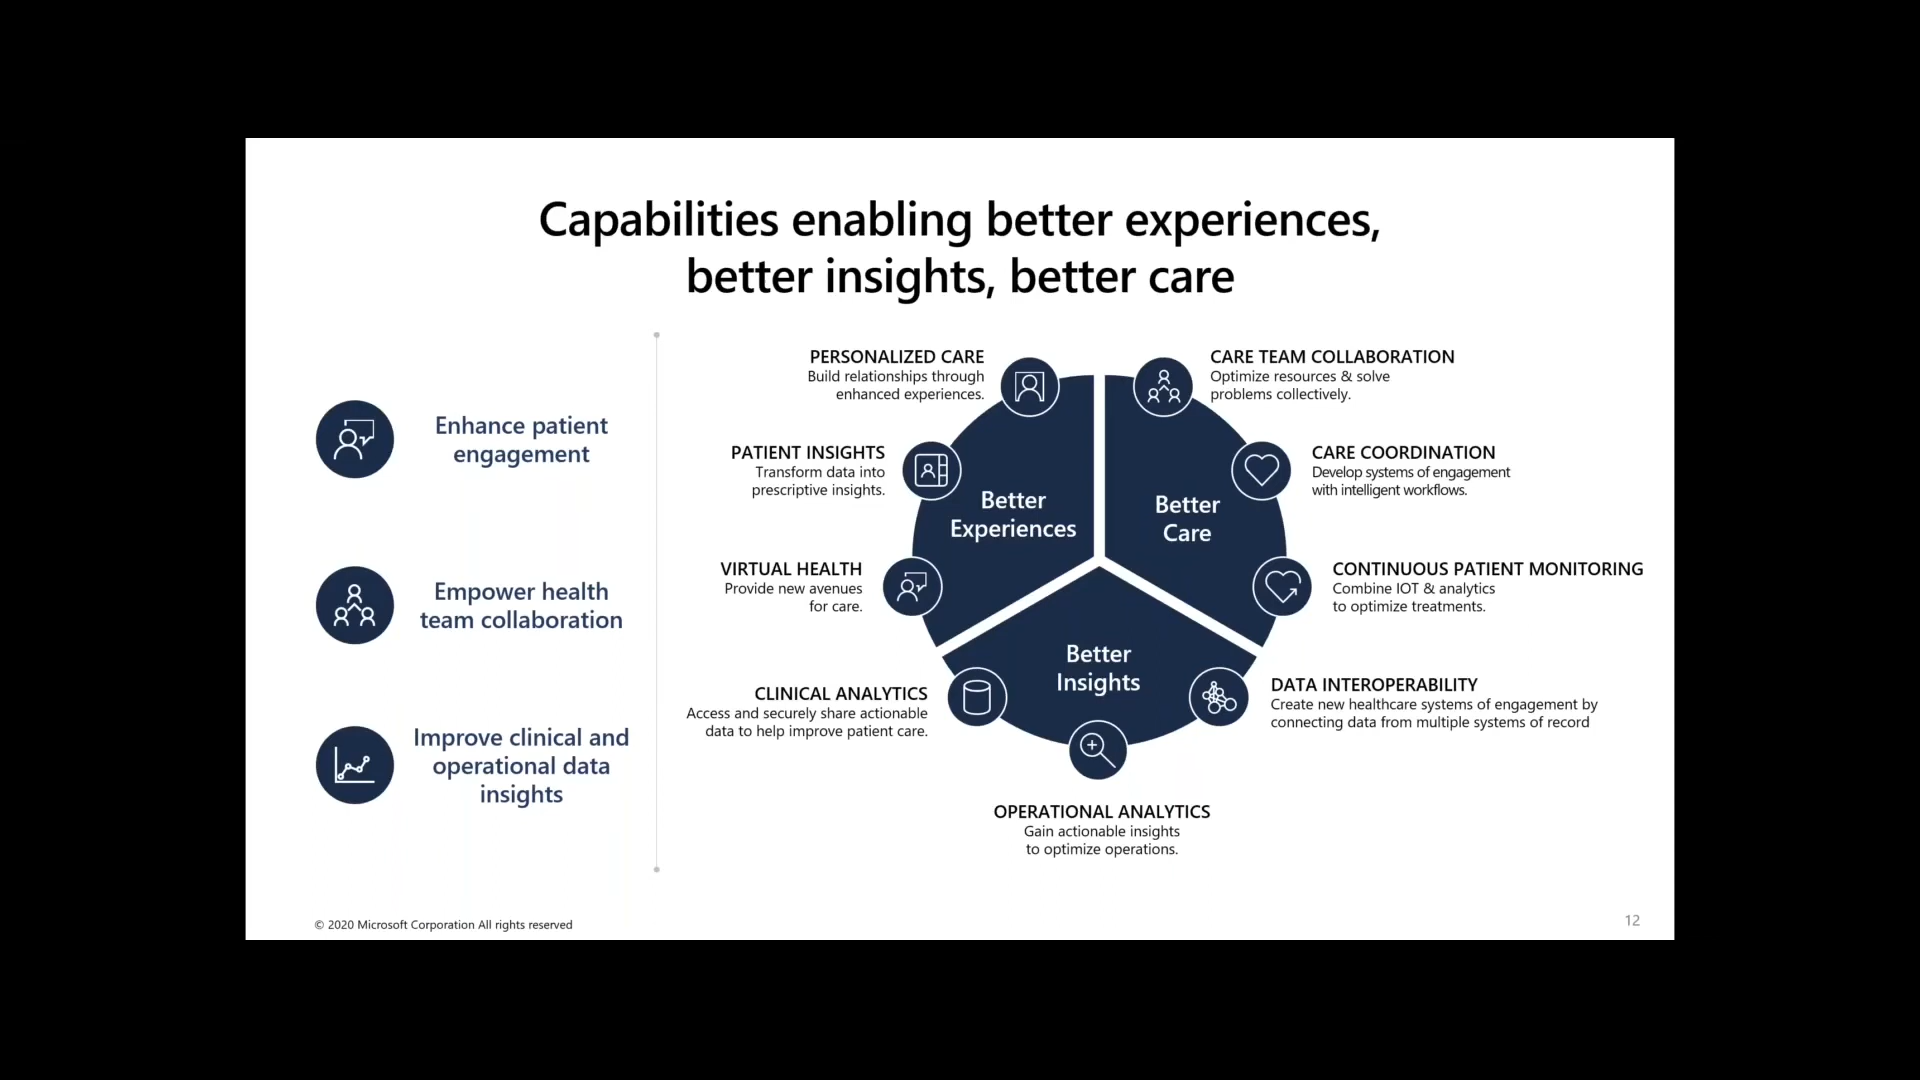 Capabilities enabling better experiences,
better insights, better care
Enhance patient
engagement
Empower health
team collaboration
Improve clinical and
operational data
insights
PERSONALIZED CARE
Build relationships through
enhanced experiences.
PATIENT INSIGHTS
Transform data into
prescriptive insights.
VIRTUAL HEALTH
Provide new avenues
for care.
CLINICAL ANALYTICS
Access and securely share actionable
data to help improve patient care.
Better
Experiences
Better
Care
Better
Insights
CARE TEAM COLLABORATION
Optimize resources & solve
problems collectively.
CARE COORDINATION
Develop systems of engagement
with intelligent workflows.
CONTINUOUS PATIENT MONITORING
Combine IOT & analytics
to optimize treatments.
DATA INTEROPERABILITY
Create new healthcare systems of engagement by
connecting data from multiple systems of record
OPERATIONAL ANALYTICS
Gain actionable insights
to optimize operations.
© 2020 Microsoft Corporation All rights reserved
12